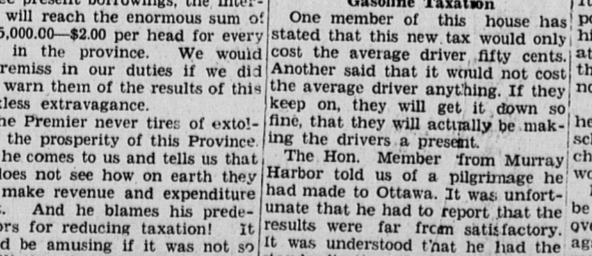 present borrowings, the
will reach the enormous sum of
5,000.00—$2.00 per head for every
in the province. We would
remiss in our duties if we did
warn them of the results of this
less extravagance.
he Premier never tires of extol-
the prosperity of this Province
he comes to us and tells us that
does not see how on earth they
make revenue and expenditure
And he blames his prede-
ors for reducing taxation! It
d be amusing if it was not so
Gasoline Taxation
One member of this house has
stated that this new tax would only
cost the average driver fifty cents.
Another said that it would not cost
the average driver anything. If they
keep on, they will get it down so
fine, that they will actually be mak-
ing the drivers a present.
The Hon. Member from Murray
Harbor told us of a pilgrimage he
had made to Ottawa. It was unfort-
unate that he had to report that the
results were far from satisfactory.
It was understood that he had the